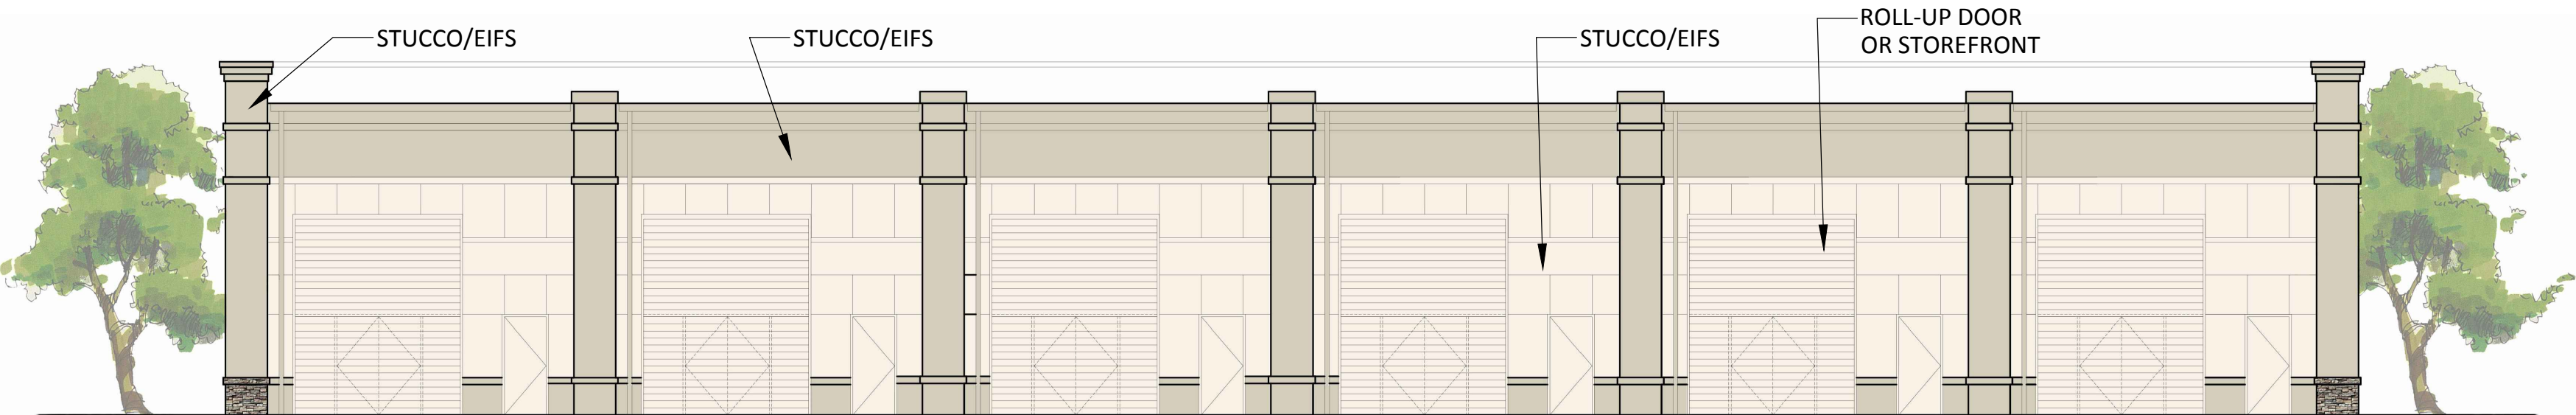 STUCCO/EIFS
STUCCO/EIFS
STUCCO/EIFS
ROLL-UP DOOR
OR STOREFRONT